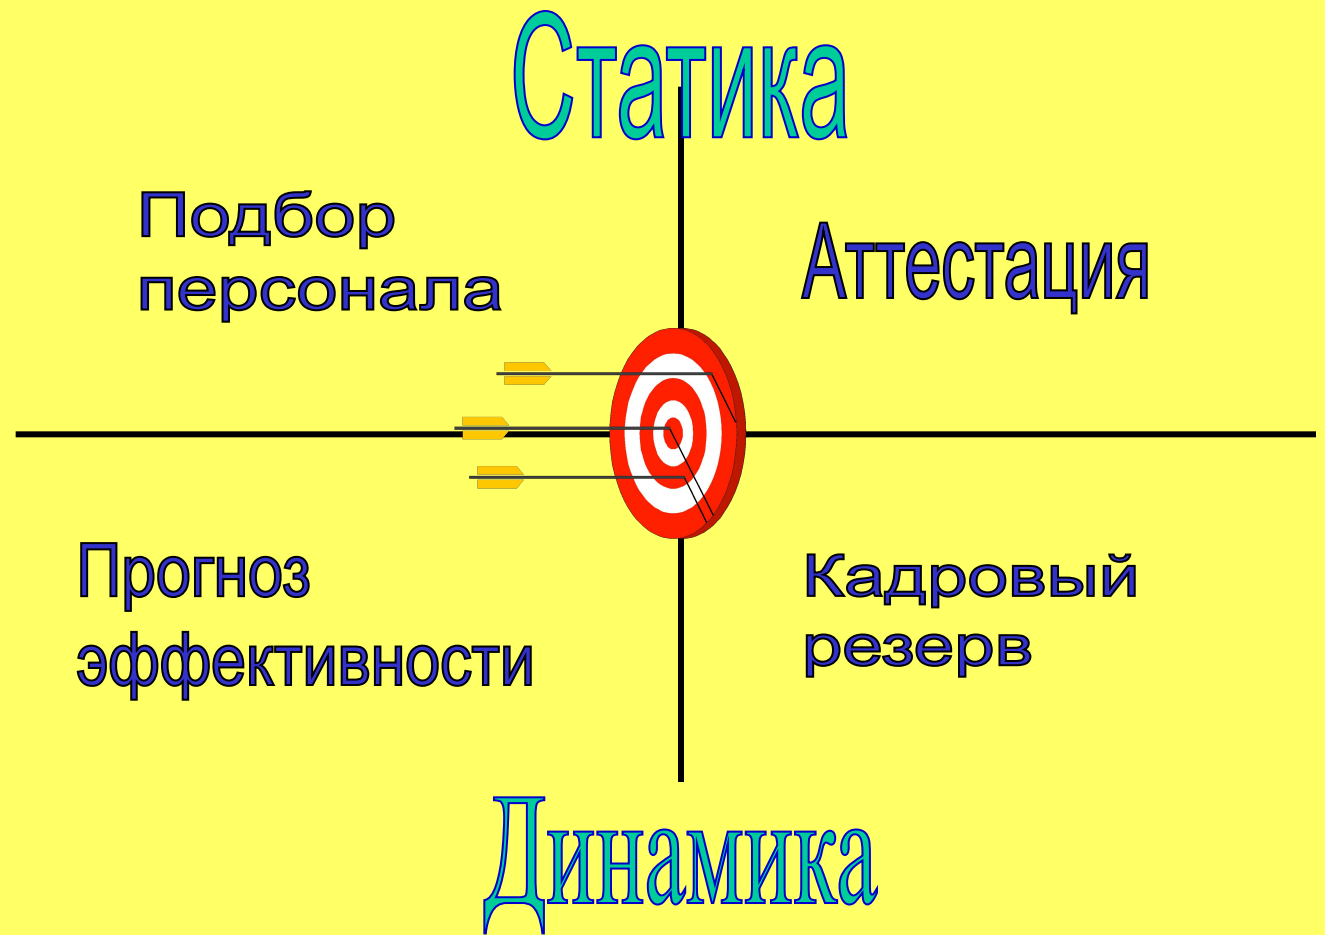 Статика
Подбор
персонала
Аттестация
Прогноз
эффективности
Кадровый
резерв
Динамика